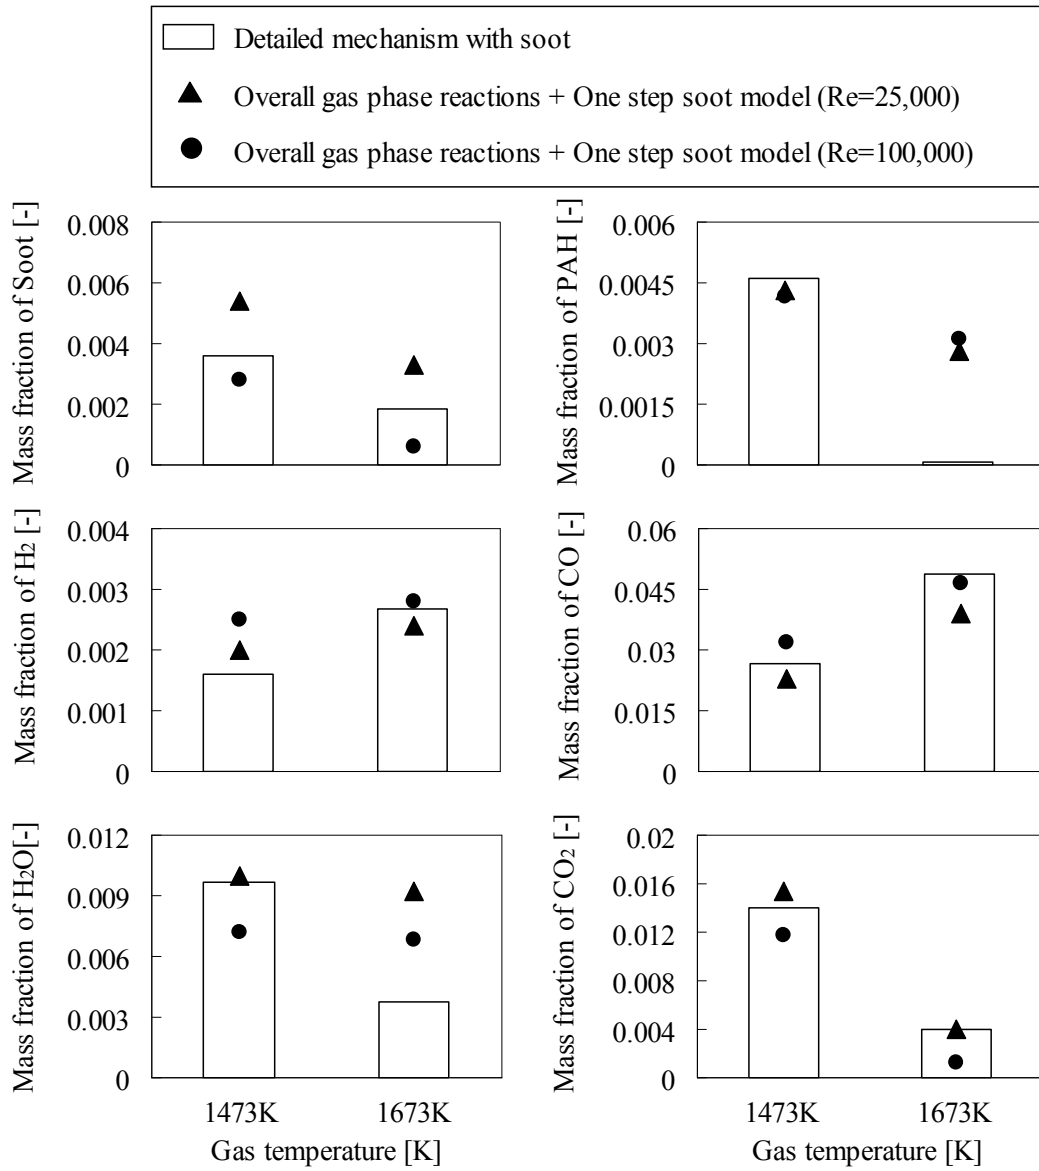 Detailed mechanism with soot
Overall gas phase reactions + One step soot model (Re=25,000)
Overall gas phase reactions + One step soot model (Re=100,000)
Mass fraction of Soot [-]
0.008
0.006
0.004
0.002
0
Mass fraction of PAH [-]
0.006
0.0045
0.003
0.0015
0
Mass fraction of H2 [-]
0.004
0.003
0.002
0.001
0
Mass fraction of CO [-]
0.06
0.045
0.03
0.015
0
Mass fraction of H2O[-]
0.012
0.009
0.006
0.003
0
1473K 1673K
Gas temperature [K]
Mass fraction of CO2 [-]
0.02
0.016
0.012
0.008
0.004
0
1473K 1673K
Gas temperature [K]